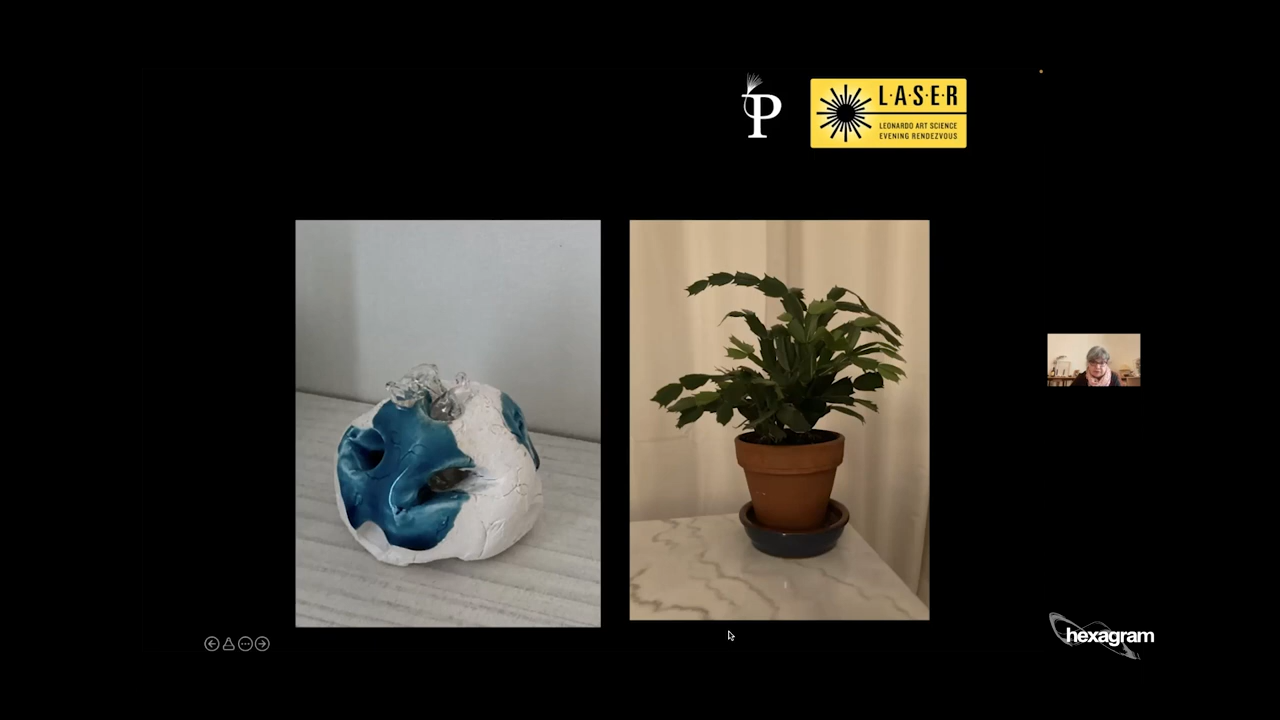 P
L·A·S·E·R
LEONARDO ART SCIENCE
EVENING RENDEZVOUS
hexagram